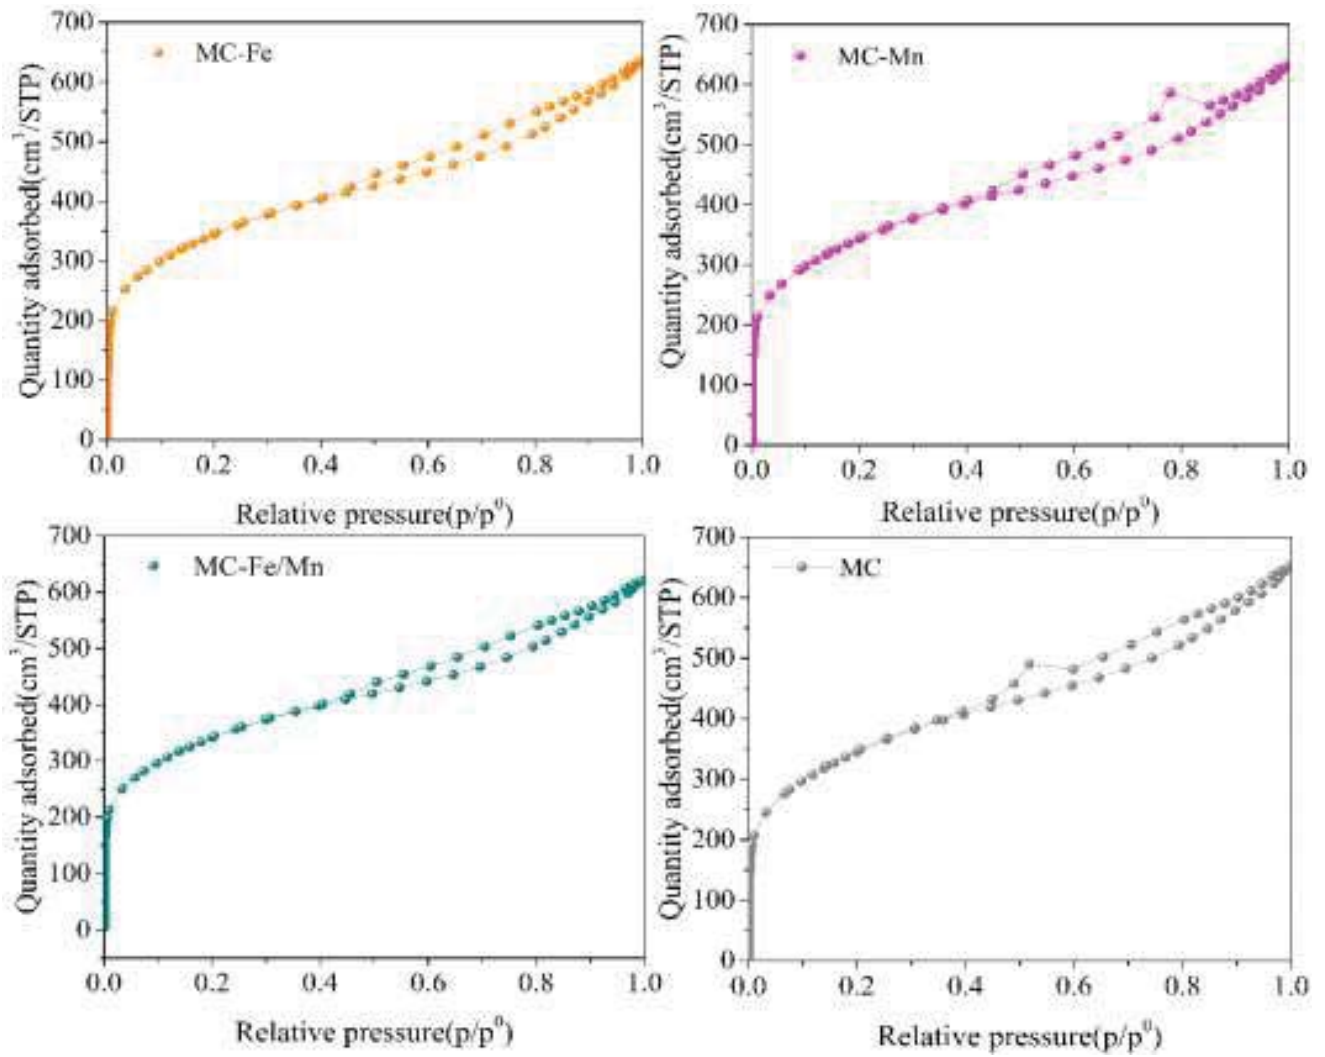 MC-Fe
Quantity adsorbed(cm³/STP)
700
600
500
400
300
200
100
0
0.0 0.2 0.4 0.6 0.8 1.0
Relative pressure(p/p⁰)
MC-Mn
Quantity adsorbed(cm³/STP)
700
600
500
400
300
200
100
0
0.0 0.2 0.4 0.6 0.8 1.0
Relative pressure(p/p⁰)
MC-Fe/Mn
Quantity adsorbed(cm³/STP)
700
600
500
400
300
200
100
0
0.0 0.2 0.4 0.6 0.8 1.0
Relative pressure(p/p⁰)
MC
Quantity adsorbed(cm³/STP)
700
600
500
400
300
200
100
0
0.0 0.2 0.4 0.6 0.8 1.0
Relative pressure(p/p⁰)